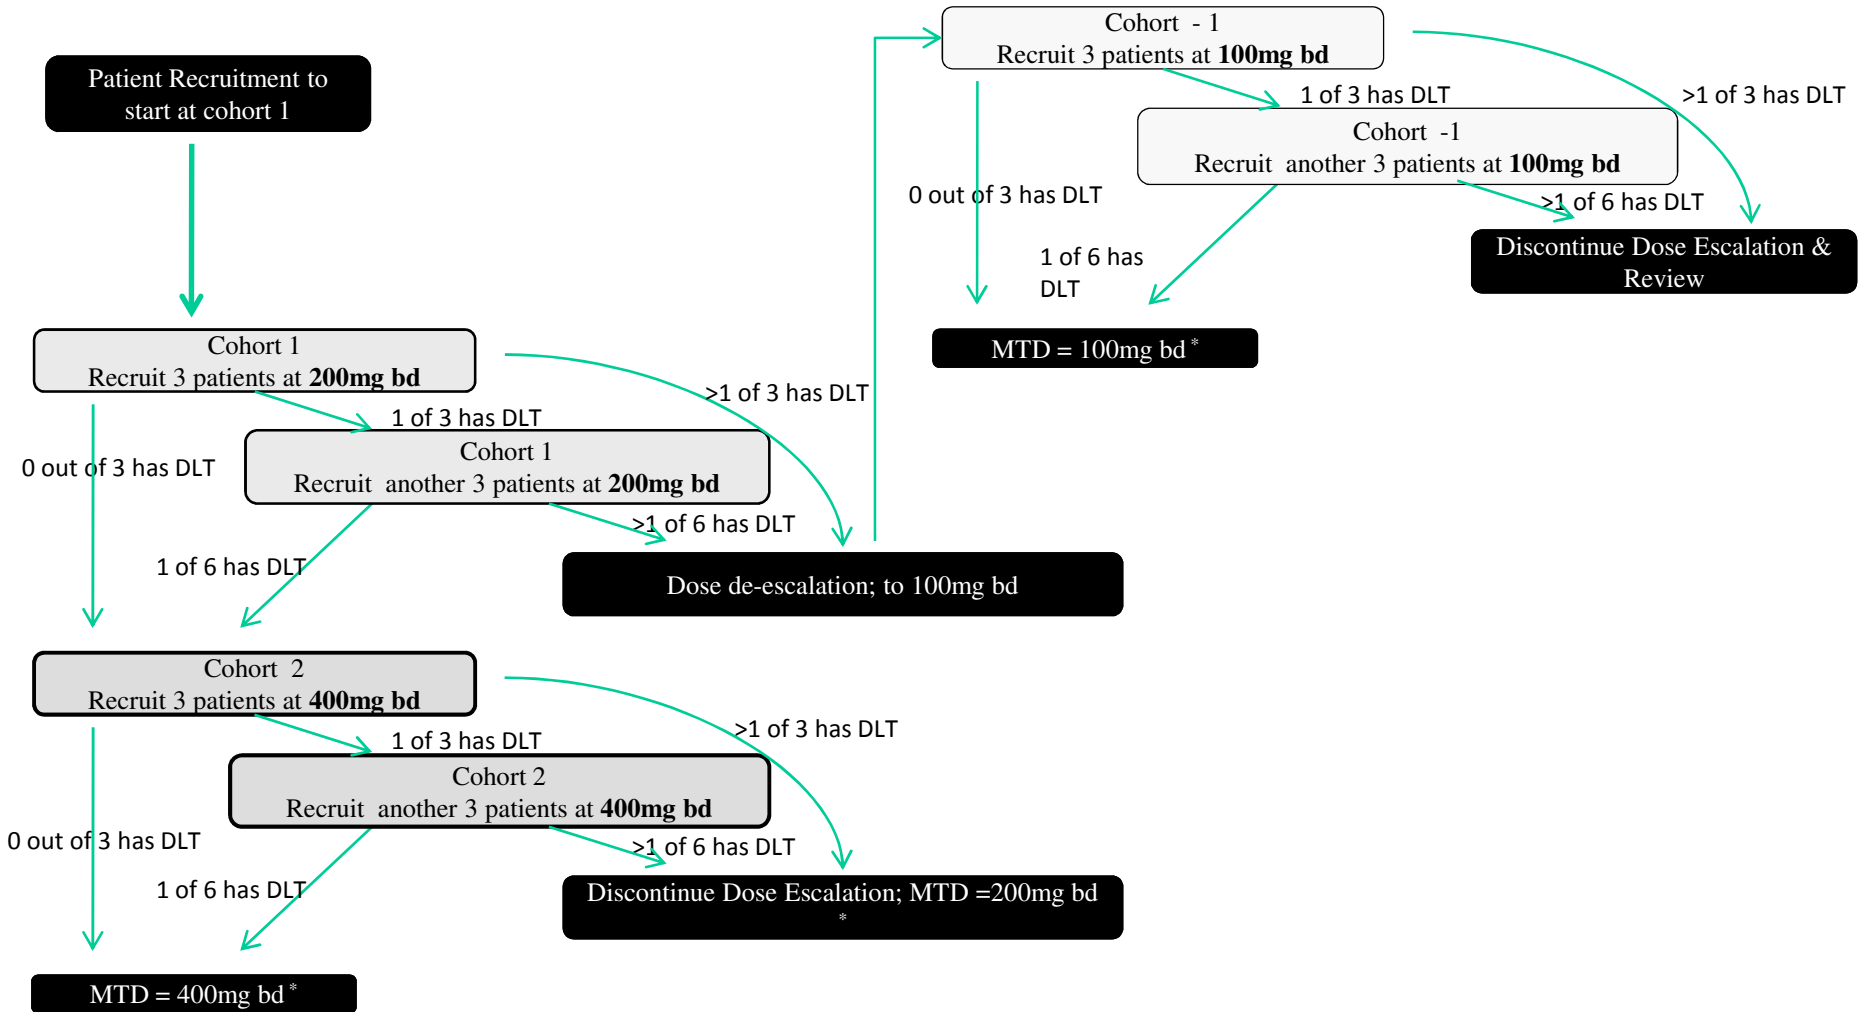 Patient Recruitment to
start at cohort 1
Cohort 1
Recruit 3 patients at 200mg bd
0 out of 3 has DLT
1 of 3 has DLT
>1 of 3 has DLT
Cohort 1
Recruit another 3 patients at 200mg bd
1 of 6 has DLT
>1 of 6 has DLT
Dose de-escalation; to 100mg bd
Cohort 2
Recruit 3 patients at 400mg bd
0 out of 3 has DLT
1 of 3 has DLT
>1 of 3 has DLT
Cohort 2
Recruit another 3 patients at 400mg bd
1 of 6 has DLT
>1 of 6 has DLT
Discontinue Dose Escalation; MTD =200mg bd
*
MTD = 400mg bd *
Cohort - 1
Recruit 3 patients at 100mg bd
0 out of 3 has DLT
1 of 3 has DLT
>1 of 3 has DLT
Cohort -1
Recruit another 3 patients at 100mg bd
1 of 6 has
DLT
>1 of 6 has DLT
Discontinue Dose Escalation &
Review
MTD = 100mg bd *